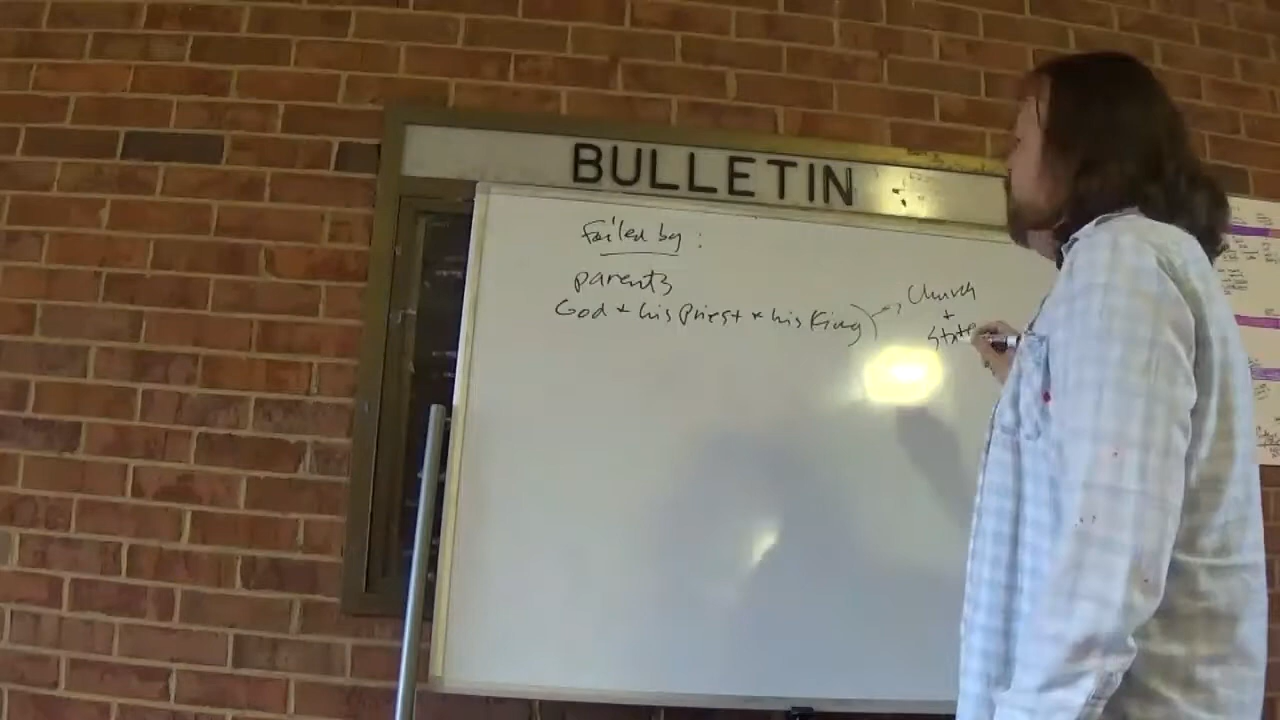 BULLETIN
Failed by:
parents
God + his Priest + his King) → Church
+
State